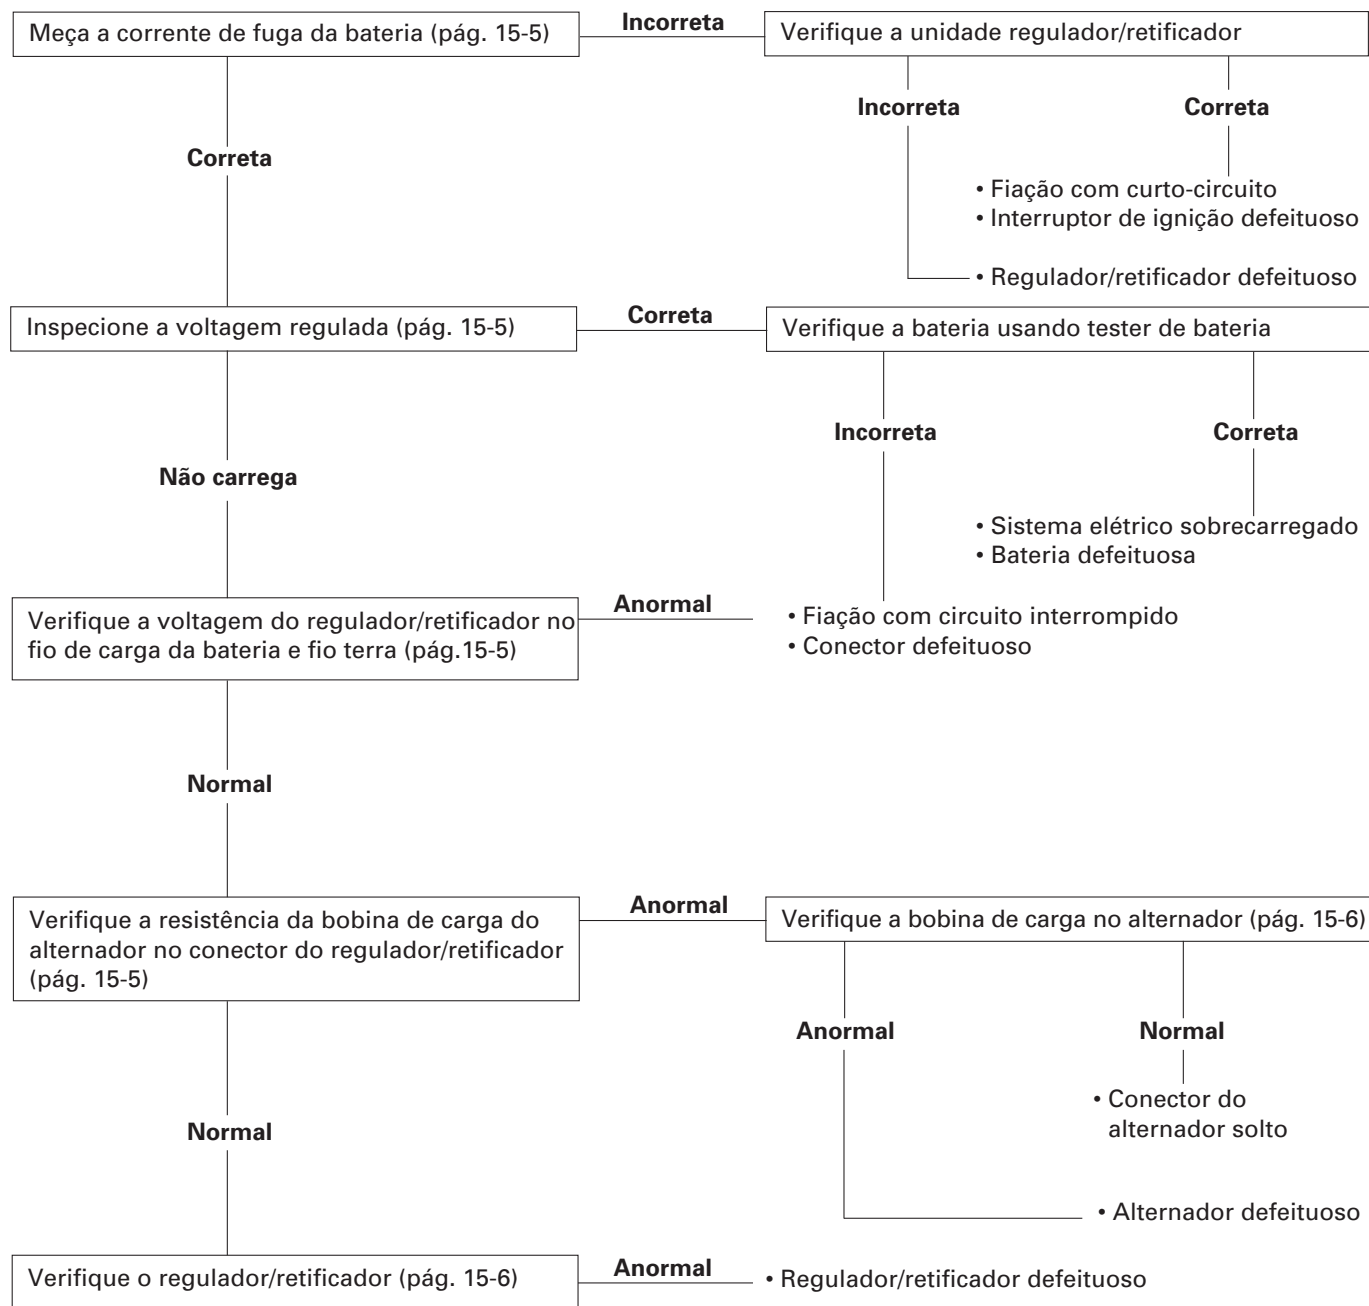 Meça a corrente de fuga da bateria (pág. 15-5)
Incorreta
Verifique a unidade regulador/retificador
Incorreta
Correta
Correta
• Fiação com curto-circuito
• Interruptor de ignição defeituoso
• Regulador/retificador defeituoso
Inspecione a voltagem regulada (pág. 15-5)
Correta
Verifique a bateria usando tester de bateria
Incorreta
Correta
Não carrega
• Sistema elétrico sobrecarregado
• Bateria defeituosa
Verifique a voltagem do regulador/retificador no
fio de carga da bateria e fio terra (pág.15-5)
Anormal
• Fiação com circuito interrompido
• Conector defeituoso
Normal
Verifique a resistência da bobina de carga do
alternador no conector do regulador/retificador
(pág. 15-5)
Anormal
Verifique a bobina de carga no alternador (pág. 15-6)
Anormal
Normal
• Conector do
alternador solto
Normal
• Alternador defeituoso
Verifique o regulador/retificador (pág. 15-6)
Anormal
• Regulador/retificador defeituoso